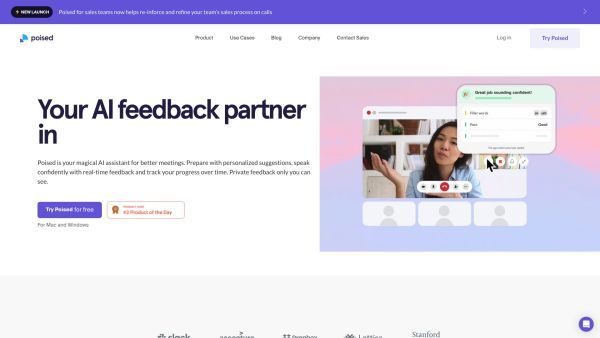 NEW LAUNCH Poised for sales teams now helps re-inforce and refine your team's sales process on calls
poised Product Use Cases Blog Company Contact Sales Log in Try Poised
Your AI feedback partner
in
Poised is your magical AI assistant for better meetings. Prepare with personalized suggestions, speak
confidently with real-time feedback and track your progress over time. Private feedback only you can
see.
Try Poised for free
PRODUCT HUNT
#3 Product of the Day
For Mac and Windows
Great job sounding confident!
Filler words
Pace Good
slack accenture Dropbox Lattice Stanford